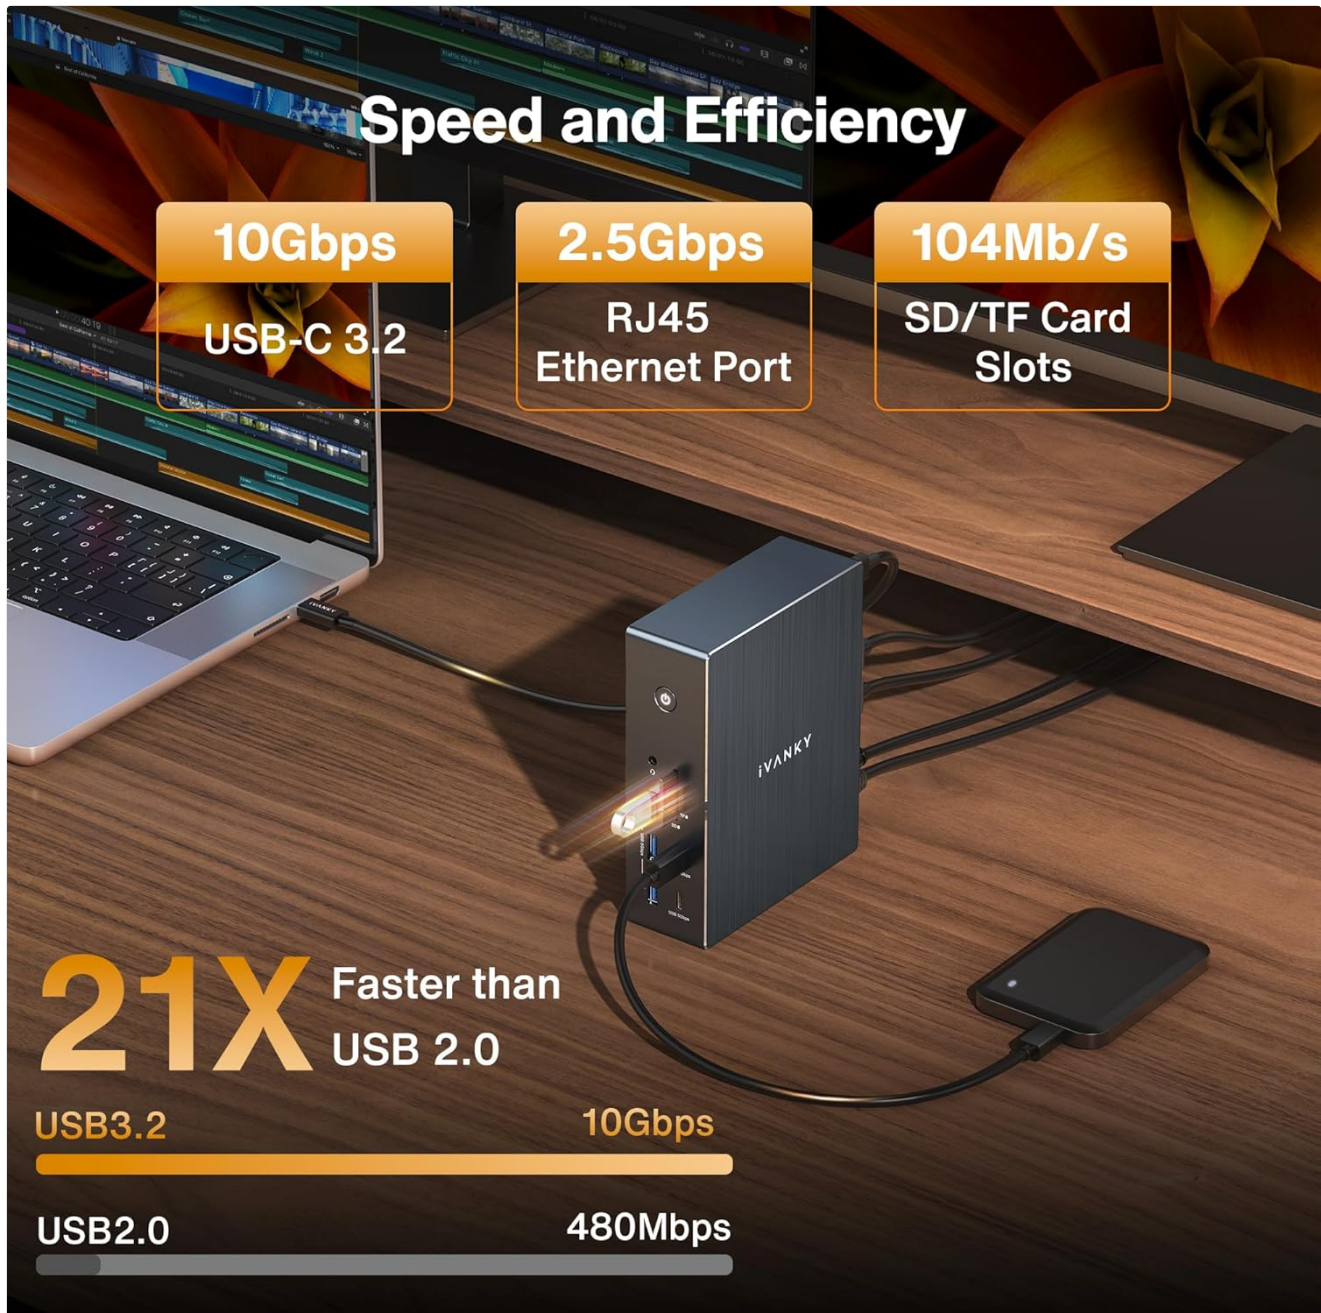 Speed and Efficiency
10Gbps
USB-C 3.2
2.5Gbps
RJ45
Ethernet Port
104Mb/s
SD/TF Card
Slots
iVANKY
iVANKY
21X
Faster than
USB 2.0
USB3.2
10Gbps
USB2.0
480Mbps